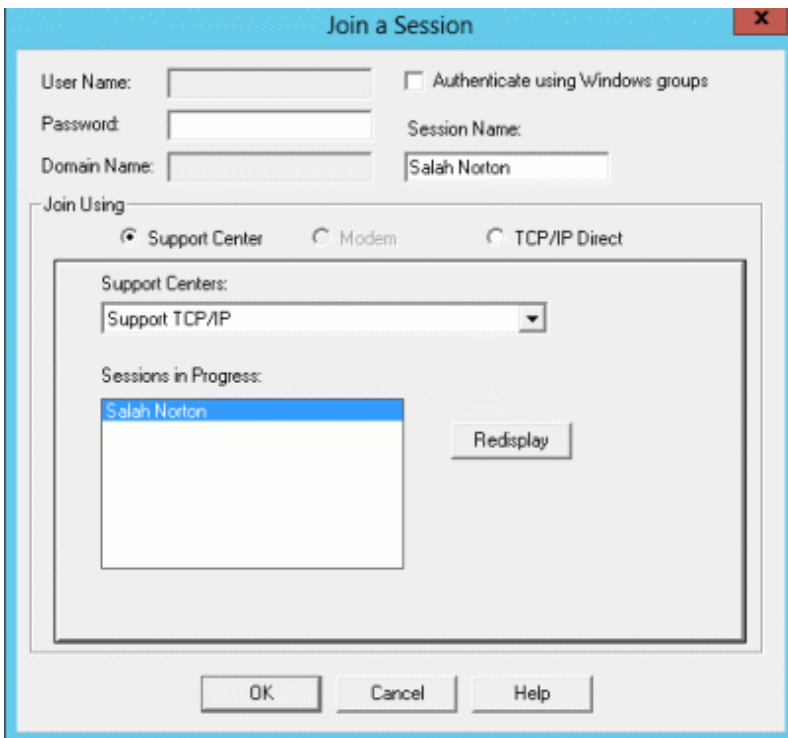 Join a Session
x
User Name:
Authenticate using Windows groups
Password:
Session Name:
Domain Name:
Salah Norton
Join Using
Support Center
Modem
TCP/IP Direct
Support Centers:
Support TCP/IP
Sessions in Progress:
Salah Norton
Redisplay
OK
Cancel
Help